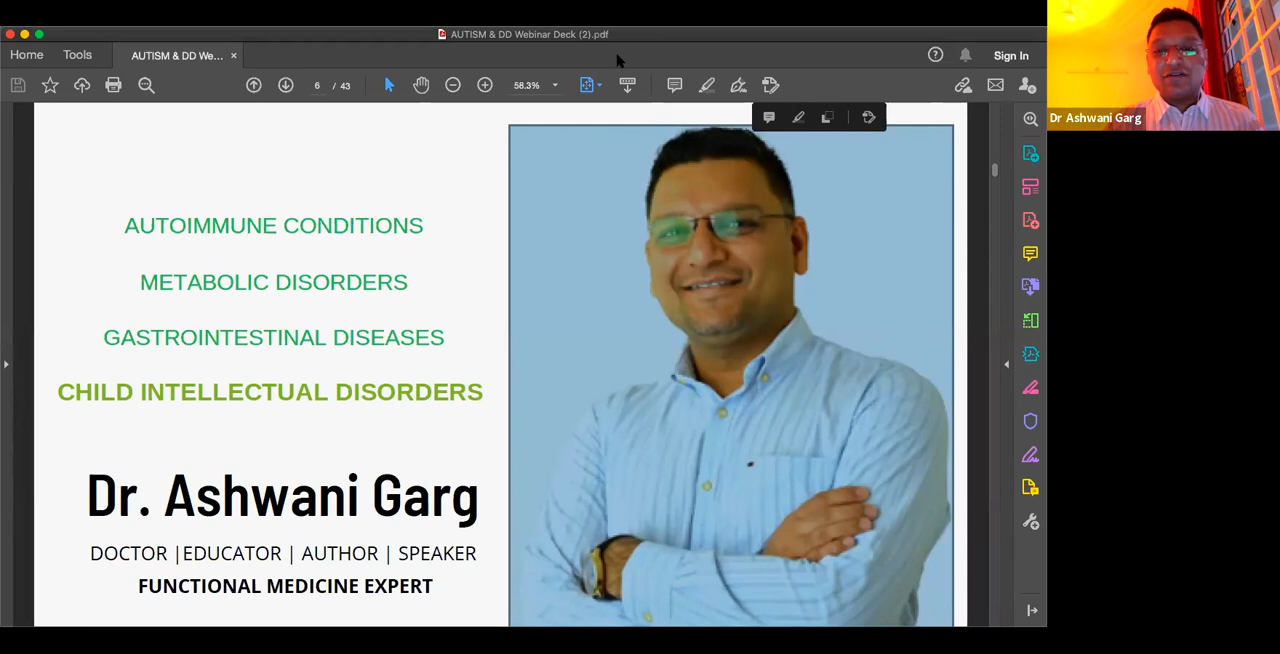 AUTISM & DD Webinar Deck (2).pdf
Home Tools AUTISM & DD We... × Sign In
6 / 43 58.3%
Dr Ashwani Garg
AUTOIMMUNE CONDITIONS
METABOLIC DISORDERS
GASTROINTESTINAL DISEASES
CHILD INTELLECTUAL DISORDERS
Dr. Ashwani Garg
DOCTOR |EDUCATOR | AUTHOR | SPEAKER
FUNCTIONAL MEDICINE EXPERT